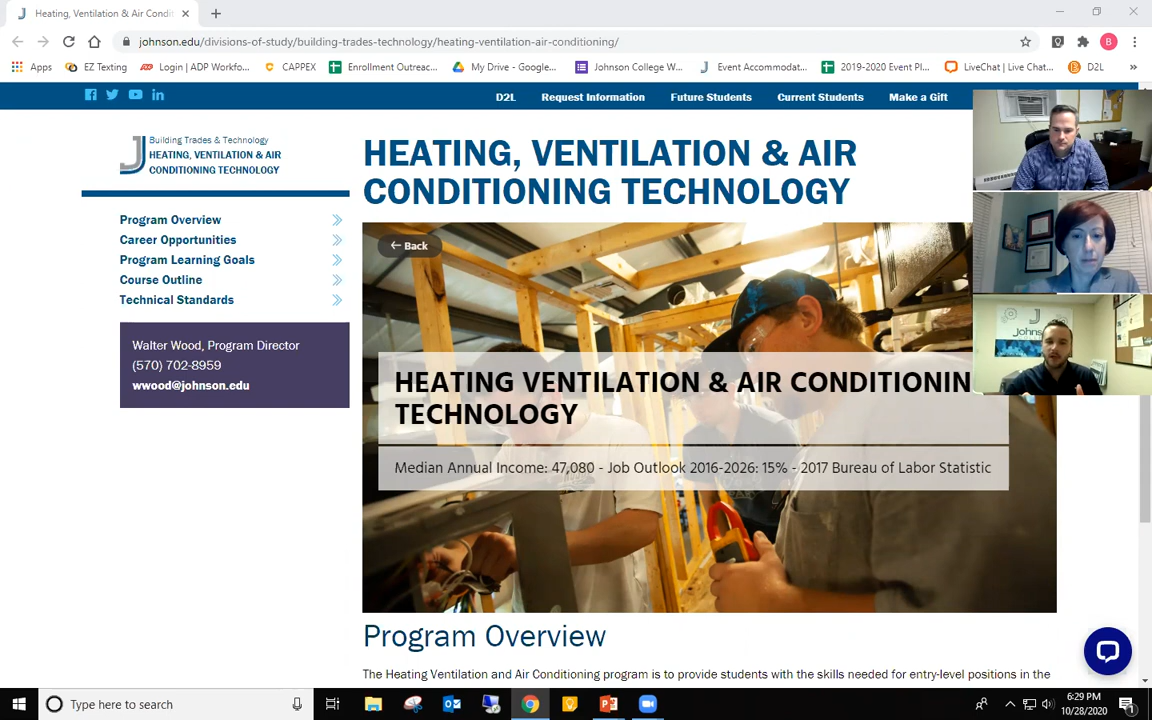 Heating, Ventilation & Air Condi
johnson.edu/divisions-of-study/building-trades-technology/heating-ventilation-air-conditioning/
B
Apps
EZ Texting
Login | ADP Workfo...
CAPPEX
Enrollment Outreac...
My Drive - Google...
Johnson College W...
Event Accommodat...
2019-2020 Event Pl...
LiveChat | Live Chat...
D2L
D2L
Request Information
Future Students
Current Students
Make a Gift
Building Trades & Technology
HEATING, VENTILATION & AIR
CONDITIONING TECHNOLOGY
Program Overview
Career Opportunities
Program Learning Goals
Course Outline
Technical Standards
Walter Wood, Program Director
(570) 702-8959
wwood@johnson.edu
HEATING, VENTILATION & AIR
CONDITIONING TECHNOLOGY
Back
HEATING VENTILATION & AIR CONDITIONIN
TECHNOLOGY
Median Annual Income: 47,080 - Job Outlook 2016-2026: 15% - 2017 Bureau of Labor Statistic
Program Overview
The Heating Ventilation and Air Conditioning program is to provide students with the skills needed for entry-level positions in the
Johns
Type here to search
6:29 PM
10/28/2020
1